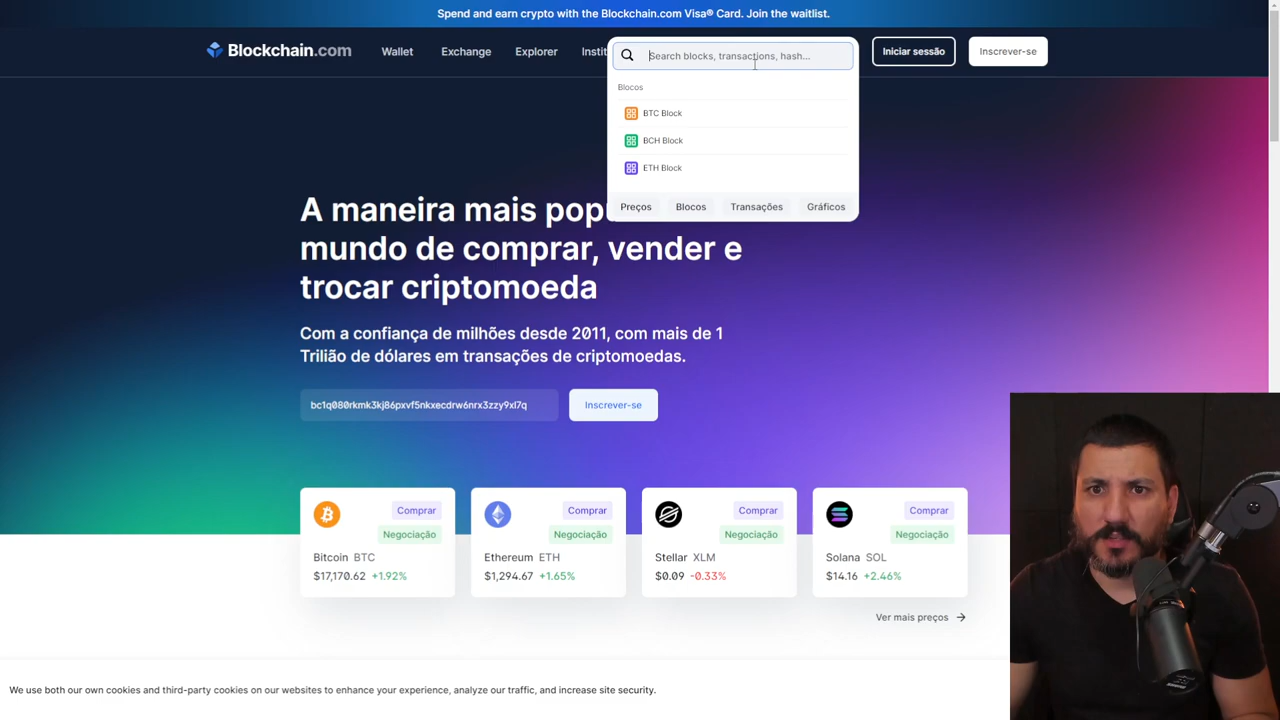 Spend and earn crypto with the Blockchain.com Visa® Card. Join the waitlist.
Blockchain.com
Wallet
Exchange
Explorer
Instit
Search blocks, transactions, hash...
Iniciar sessão
Inscrever-se
Blocos
BTC Block
BCH Block
ETH Block
Preços
Blocos
Transações
Gráficos
A maneira mais popu
mundo de comprar, vender e
trocar criptomoeda
Com a confiança de milhões desde 2011, com mais de 1
Trilião de dólares em transações de criptomoedas.
bc1q080rkmk3kj86pxvf5nkxecdrw6nrx3zzy9xl7q
Inscrever-se
Comprar
Negociação
Bitcoin BTC
$17,170.62 +1.92%
Comprar
Negociação
Ethereum ETH
$1,294.67 +1.65%
Comprar
Negociação
Stellar XLM
$0.09 -0.33%
Comprar
Negociação
Solana SOL
$14.16 +2.46%
Ver mais preços
We use both our own cookies and third-party cookies on our websites to enhance your experience, analyze our traffic, and increase site security.